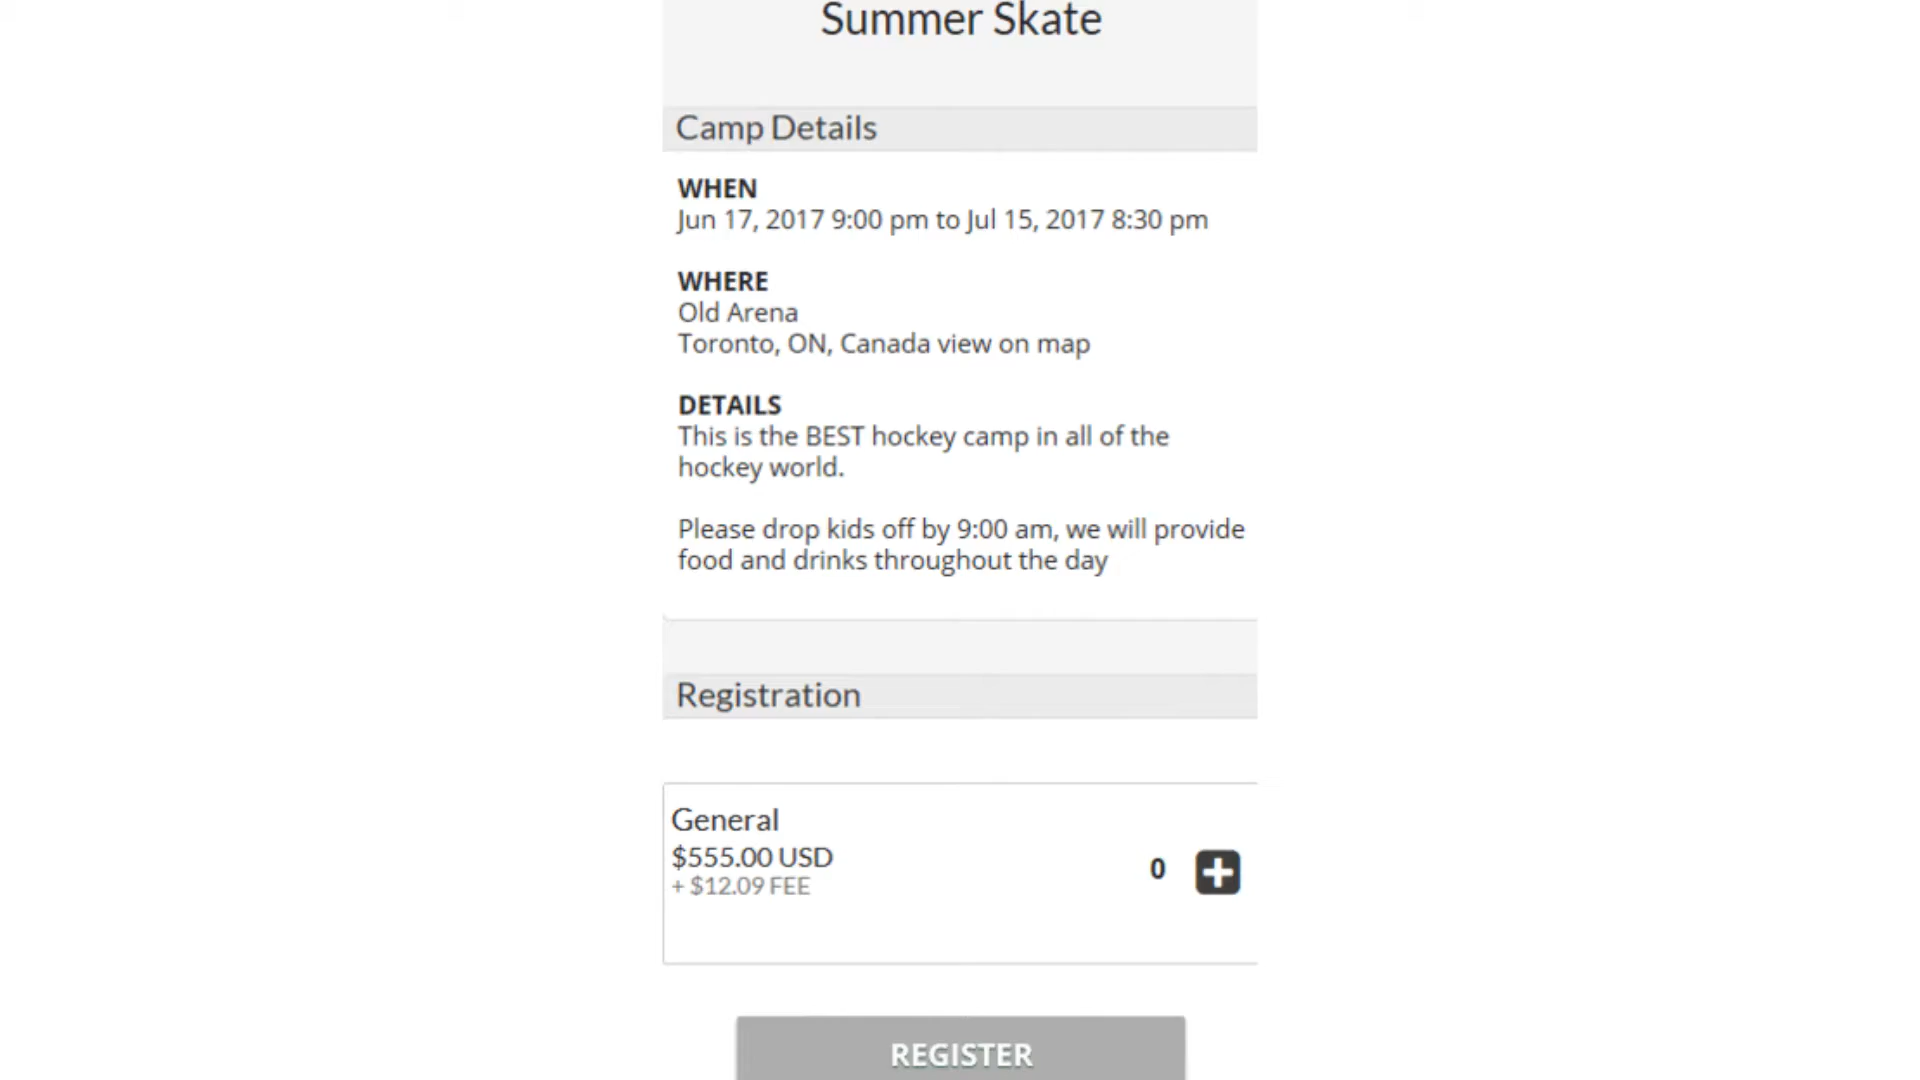 Summer Skate
Camp Details
WHEN
Jun 17, 2017 9:00 pm to Jul 15, 2017 8:30 pm
WHERE
Old Arena
Toronto, ON, Canada view on map
DETAILS
This is the BEST hockey camp in all of the
hockey world.
Please drop kids off by 9:00 am, we will provide
food and drinks throughout the day
Registration
General
$555.00 USD
+ $12.09 FEE
0
REGISTER